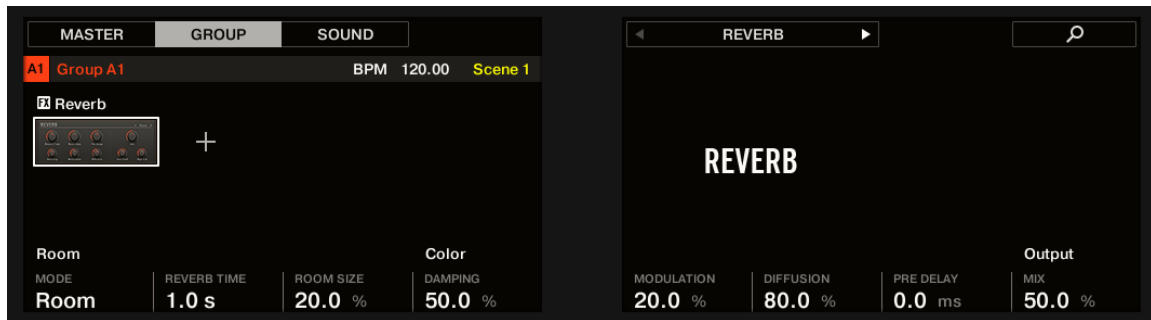 MASTER GROUP SOUND
A1 Group A1 BPM 120.00 Scene 1
FX Reverb
REVERB
Room Color
MODE REVERB TIME ROOM SIZE DAMPING
Room 1.0 s 20.0 % 50.0 %
REVERB
REVERB
Output
MODULATION DIFFUSION PRE DELAY MIX
20.0 % 80.0 % 0.0 ms 50.0 %